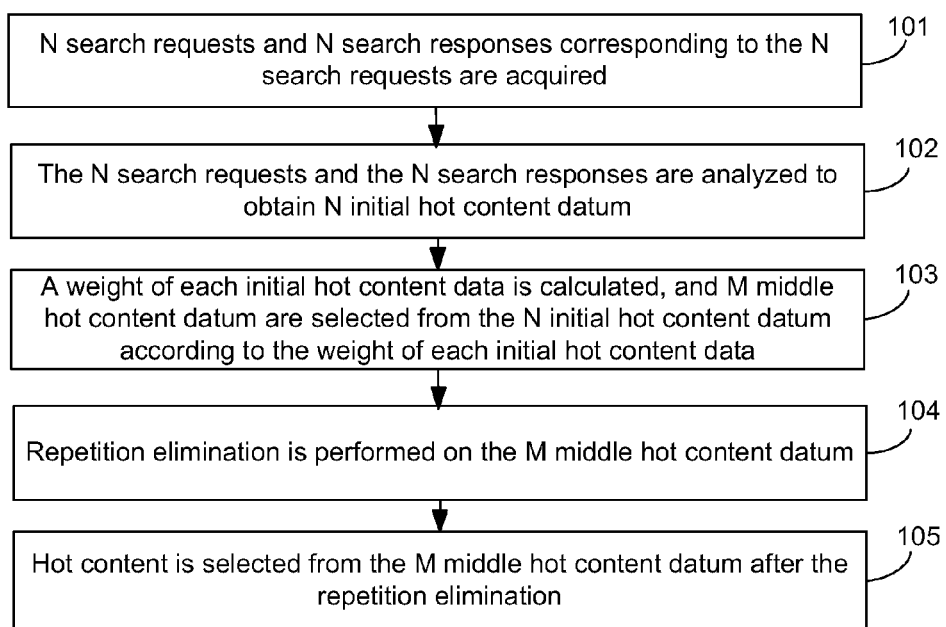 N search requests and N search responses corresponding to the N
search requests are acquired
101
The N search requests and the N search responses are analyzed to
obtain N initial hot content datum
102
A weight of each initial hot content data is calculated, and M middle
hot content datum are selected from the N initial hot content datum
according to the weight of each initial hot content data
103
Repetition elimination is performed on the M middle hot content datum
104
Hot content is selected from the M middle hot content datum after the
repetition elimination
105